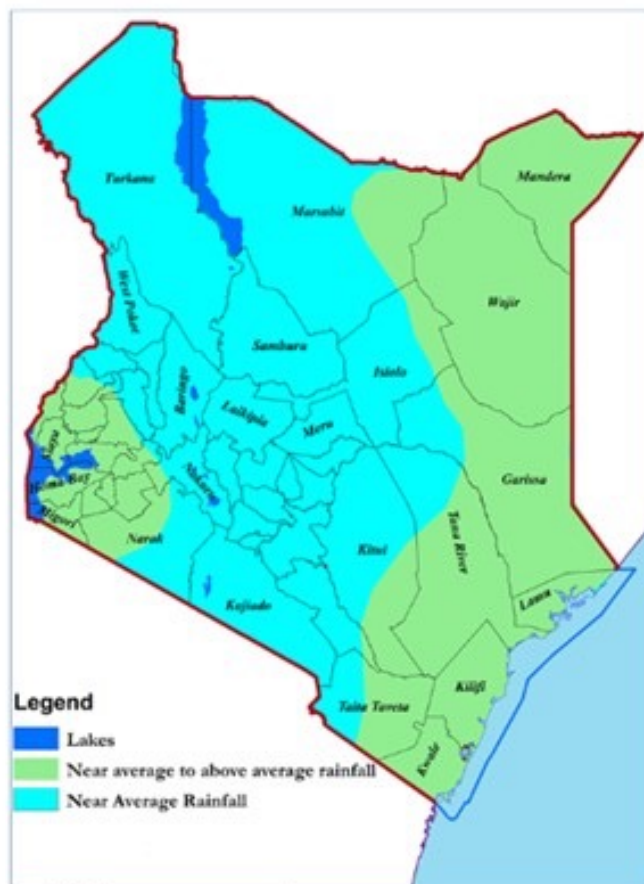 Mandera
Turkana
Marsabit
Wajir
West Pokot
Samburu
Isiolo
Baringo
Laikipia
Meru
Siaya
Nakuru
Garissa
Homa Bay
Migori
Narok
Kitui
Tana River
Kajiado
Lamu
Kilifi
Taita Taveta
Kwale
Legend
Lakes
Near average to above average rainfall
Near Average Rainfall